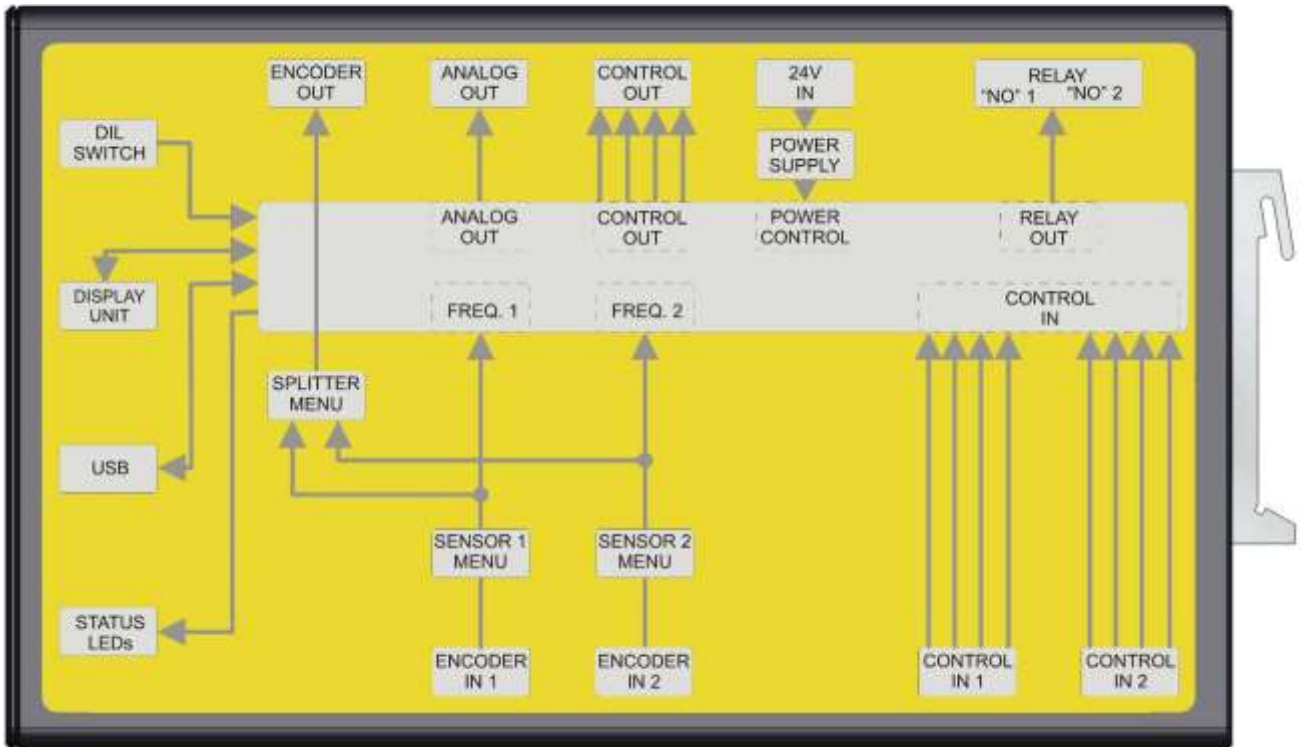 ENCODER
OUT
ANALOG
OUT
CONTROL
OUT
24V
IN
RELAY
"NO" 1 "NO" 2
DIL
SWITCH
POWER
SUPPLY
ANALOG
OUT
CONTROL
OUT
POWER
CONTROL
RELAY
OUT
DISPLAY
UNIT
FREQ. 1
FREQ. 2
CONTROL
IN
SPLITTER
MENU
USB
SENSOR 1
MENU
SENSOR 2
MENU
STATUS
LEDs
ENCODER
IN 1
ENCODER
IN 2
CONTROL
IN 1
CONTROL
IN 2